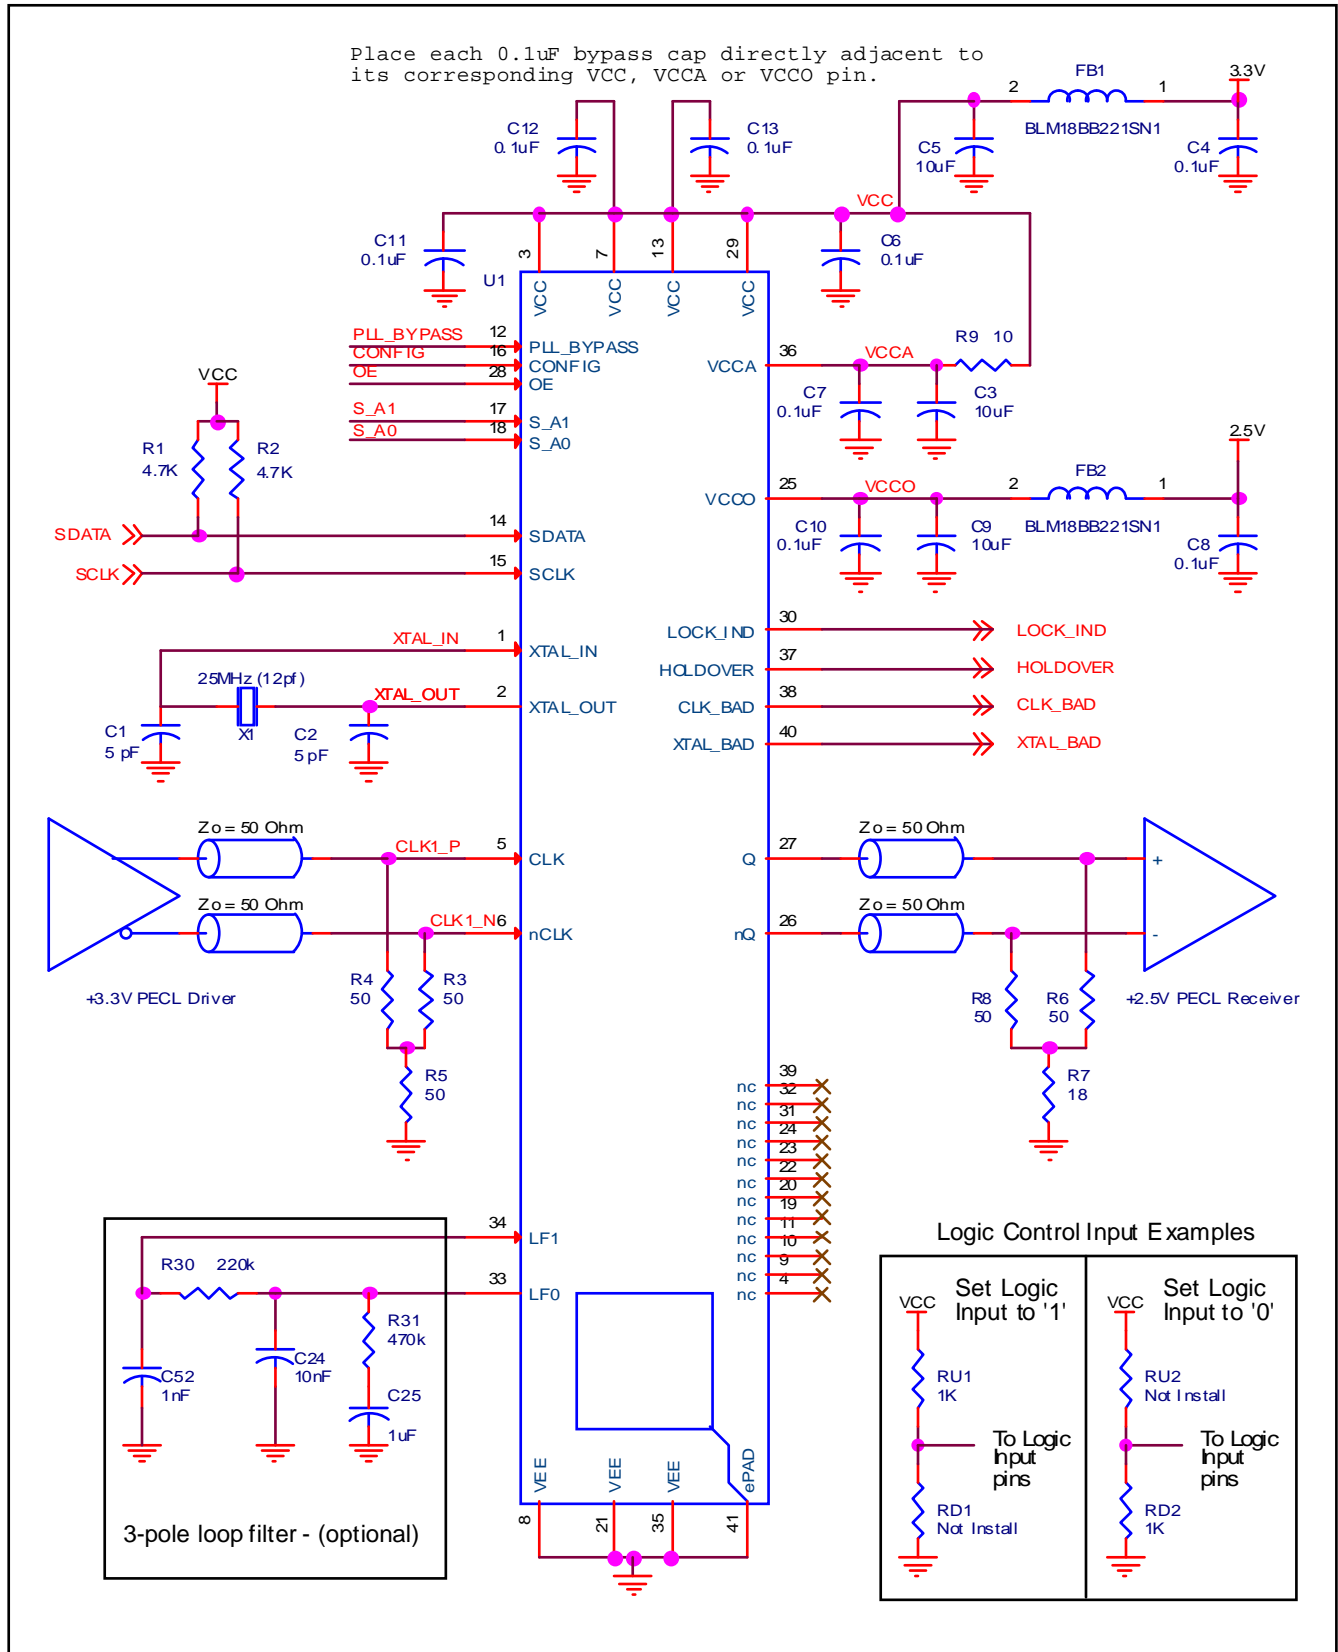 Place each 0.1uF bypass cap directly adjacent to
its corresponding VCC, VCCA or VCCO pin.
FB1
2 1
BLM18BB221SN1
3.3V
C12
0.1uF
C13
0.1uF
C5
10uF
C4
0.1uF
VCC
C11
0.1uF
3
7
13
29
C6
0.1uF
U1
VCC
VCC
VCC
VCC
PLL_BYPASS 12 PLL_BYPASS
CONFIG 16 CONFIG
OE 28 OE
S_A1 17 S_A1
S_A0 18 S_A0
VCCA 36 VCCA
R9 10
C7
0.1uF
C3
10uF
VCC
R1
4.7K
R2
4.7K
2.5V
FB2
VCCO 25 VCCO
2 1
BLM18BB221SN1
C10
0.1uF
C9
10uF
C8
0.1uF
SDATA 14 SDATA
SCLK 15 SCLK
LOCK_IND 30 LOCK_IND
HOLDOVER 37 HOLDOVER
CLK_BAD 38 CLK_BAD
XTAL_BAD 40 XTAL_BAD
XTAL_IN 1 XTAL_IN
25MHz (12pf)
X1
XTAL_OUT 2 XTAL_OUT
C1
5 pF
C2
5 pF
Zo = 50 Ohm
CLK1_P 5 CLK
Zo = 50 Ohm
CLK1_N 6 nCLK
R4
50
R3
50
R5
50
+3.3V PECL Driver
Q 27
Zo = 50 Ohm
nQ 26
Zo = 50 Ohm
+
-
R8
50
R6
50
R7
18
+2.5V PECL Receiver
nc 39
nc 32
nc 31
nc 24
nc 23
nc 22
nc 20
nc 19
nc 11
nc 10
nc 9
nc 4
34 LF1
33 LF0
R30 220k
R31
470k
C52
1nF
C24
10nF
C25
1uF
3-pole loop filter - (optional)
VEE
VEE
VEE
ePAD
8
21
35
41
Logic Control Input Examples
Set Logic
Input to '1'
VCC
RU1
1K
To Logic
Input
pins
RD1
Not Install
Set Logic
Input to '0'
VCC
RU2
Not Install
To Logic
Input
pins
RD2
1K